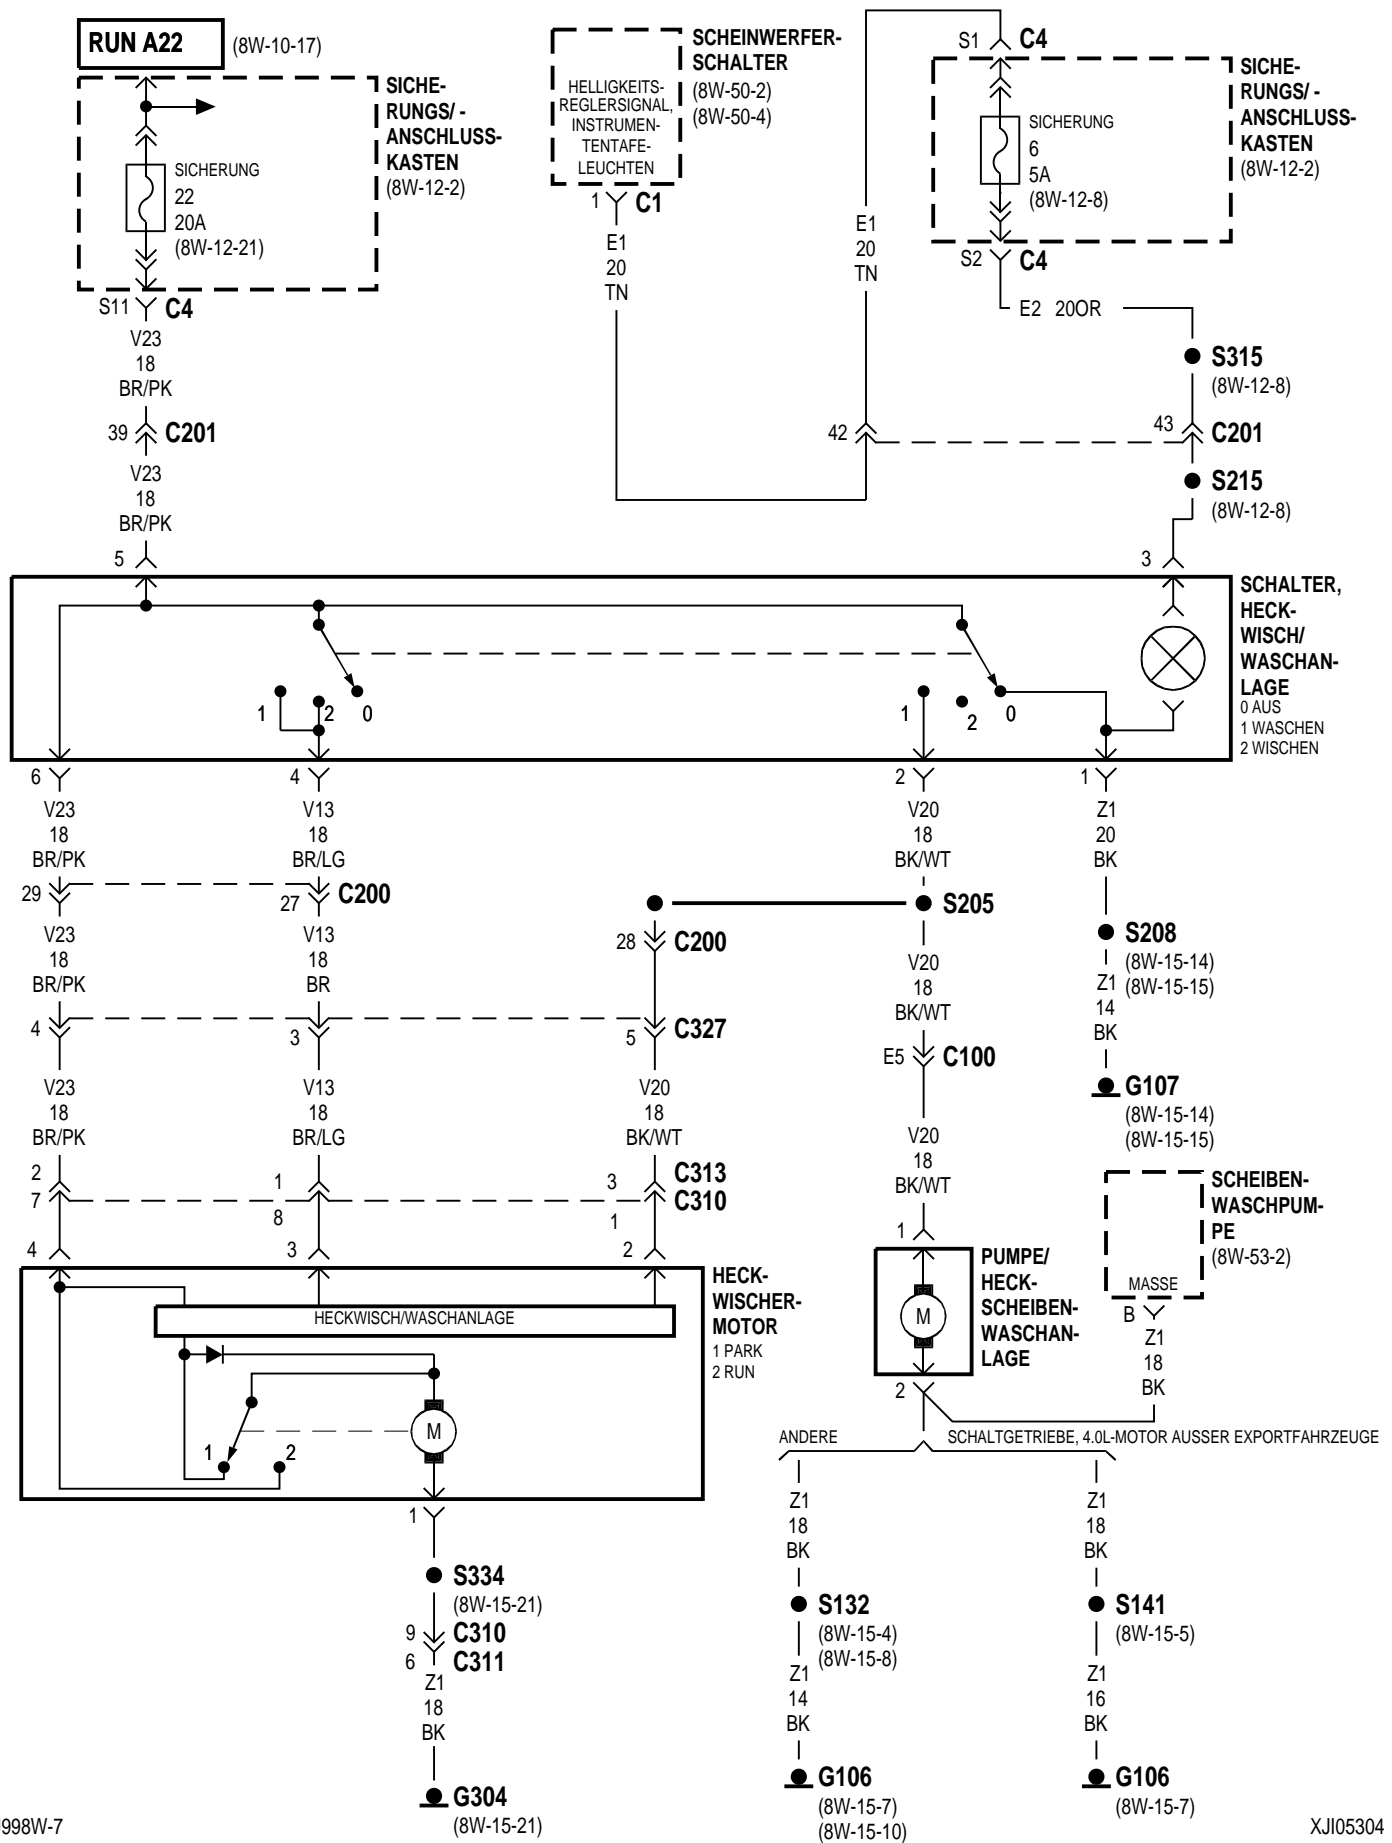 RUN A22
(8W-10-17)
SICHERUNG
22
20A
(8W-12-21)
SICHE-
RUNGS/ -
ANSCHLUSS-
KASTEN
(8W-12-2)
S11
C4
V23
18
BR/PK
39
C201
V23
18
BR/PK
5
HELLIGKEITS-
REGLERSIGNAL,
INSTRUMEN-
TENTAFE-
LEUCHTEN
SCHEINWERFER-
SCHALTER
(8W-50-2)
(8W-50-4)
1
C1
E1
20
TN
E1
20
TN
42
S1
C4
SICHERUNG
6
5A
(8W-12-8)
SICHE-
RUNGS/ -
ANSCHLUSS-
KASTEN
(8W-12-2)
S2
C4
E2 20OR
S315
(8W-12-8)
43
C201
S215
(8W-12-8)
3
1
2
0
1
2
0
SCHALTER,
HECK-
WISCH/
WASCHAN-
LAGE
0 AUS
1 WASCHEN
2 WISCHEN
6
4
2
1
V23
18
BR/PK
V13
18
BR/LG
V20
18
BK/WT
Z1
20
BK
29
27
C200
S205
28
C200
S208
(8W-15-14)
(8W-15-15)
V23
18
BR/PK
V13
18
BR
V20
18
BK/WT
Z1
14
BK
4
3
5
C327
E5
C100
G107
(8W-15-14)
(8W-15-15)
V23
18
BR/PK
V13
18
BR/LG
V20
18
BK/WT
V20
18
BK/WT
2
1
3
C313
7
8
1
C310
4
3
2
1
HECKWISCH/WASCHANLAGE
M
1
2
HECK-
WISCHER-
MOTOR
1 PARK
2 RUN
M
PUMPE/
HECK-
SCHEIBEN-
WASCHAN-
LAGE
2
MASSE
SCHEIBEN-
WASCHPUM-
PE
(8W-53-2)
B
Z1
18
BK
ANDERE
SCHALTGETRIEBE, 4.0L-MOTOR AUSSER EXPORTFAHRZEUGE
1
S334
(8W-15-21)
9
C310
6
C311
Z1
18
BK
G304
(8W-15-21)
Z1
18
BK
S132
(8W-15-4)
(8W-15-8)
Z1
14
BK
G106
(8W-15-7)
(8W-15-10)
Z1
18
BK
S141
(8W-15-5)
Z1
16
BK
G106
(8W-15-7)
998W-7
XJI05304